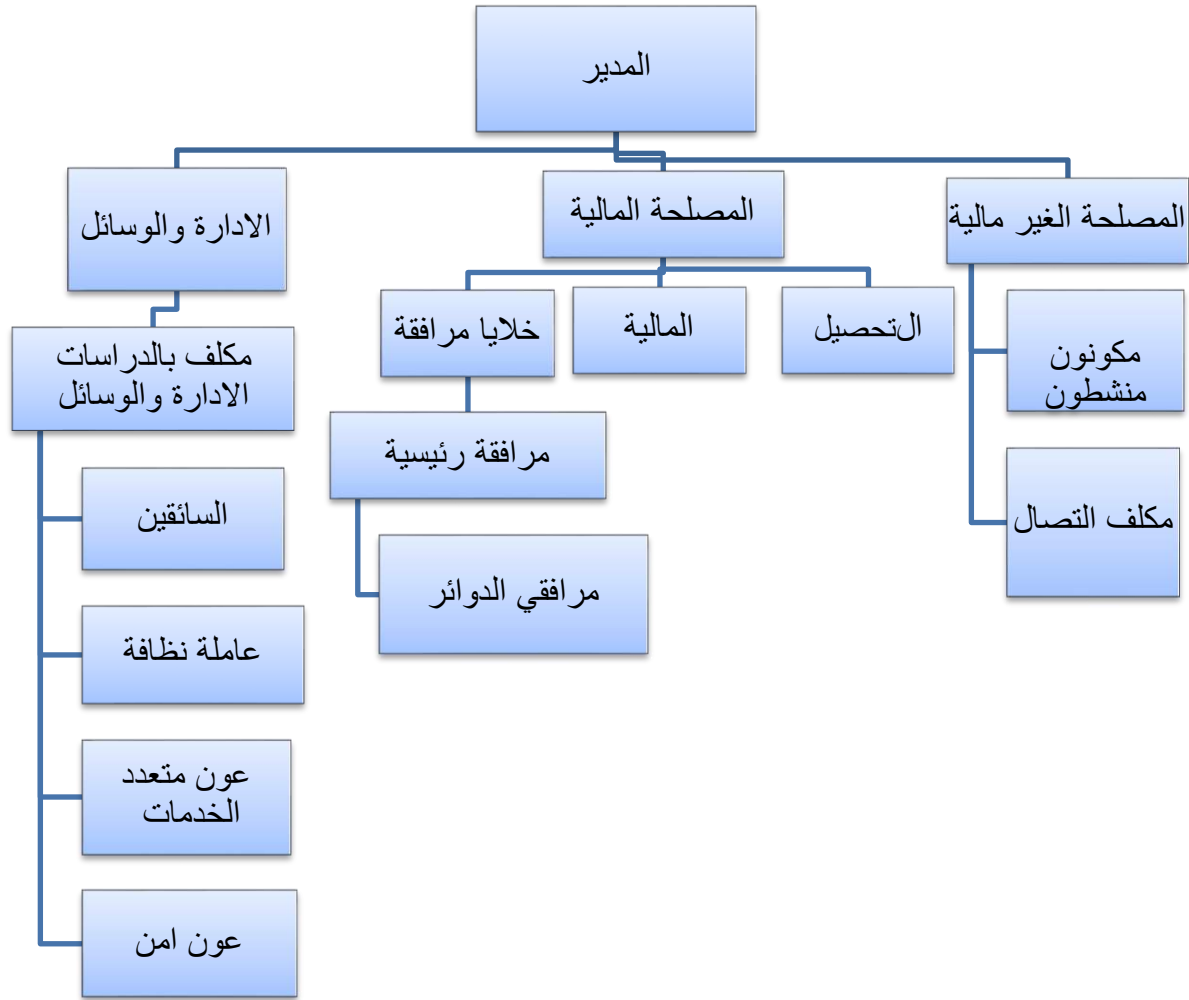 المدير
المصلحة الغير مالية
المصلحة المالية
الادارة والوسائل
التحصيل
المالية
خلايا مرافقة
مكونون
منشطون
مكلف بالدراسات
الادارة والوسائل
مرافقة رئيسية
مكلف التصال
السائقين
مرافقي الدوائر
عاملة نظافة
عون متعدد
الخدمات
عون امن